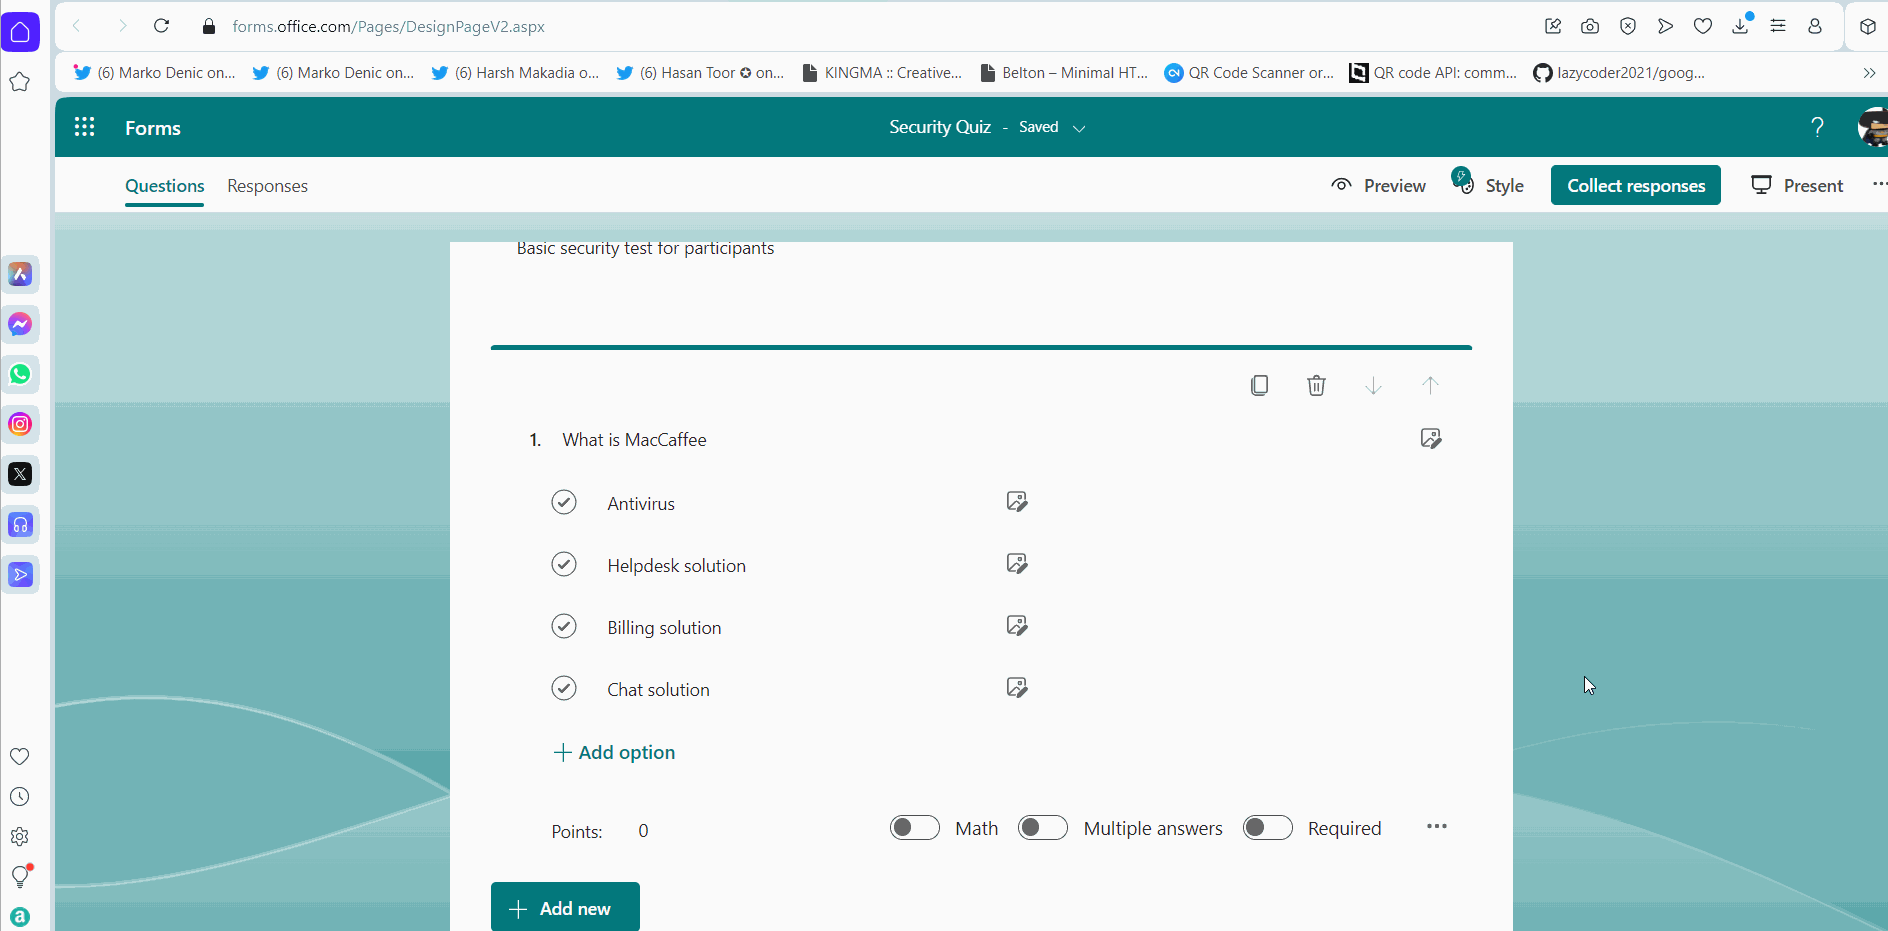 forms.office.com/Pages/DesignPageV2.aspx
(6) Marko Denic on... (6) Marko Denic on... (6) Harsh Makadia o... (6) Hasan Toor ✪ on... KINGMA :: Creative... Belton – Minimal HT... QR Code Scanner or... QR code API: comm... lazycoder2021/goog...
Forms Security Quiz - Saved ?
Questions Responses Preview Style Collect responses Present ...
Basic security test for participants
1. What is MacCaffee
Antivirus
Helpdesk solution
Billing solution
Chat solution
+ Add option
Points: 0 Math Multiple answers Required ...
+ Add new